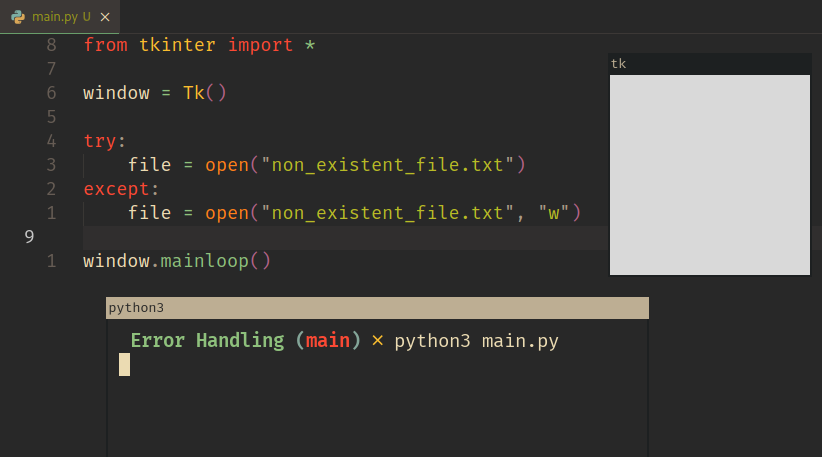 main.py U ×
8 from tkinter import *
7
6 window = Tk()
5
4 try:
3     file = open("non_existent_file.txt")
2 except:
1     file = open("non_existent_file.txt", "w")
9
1 window.mainloop()
tk
python3
Error Handling (main) × python3 main.py